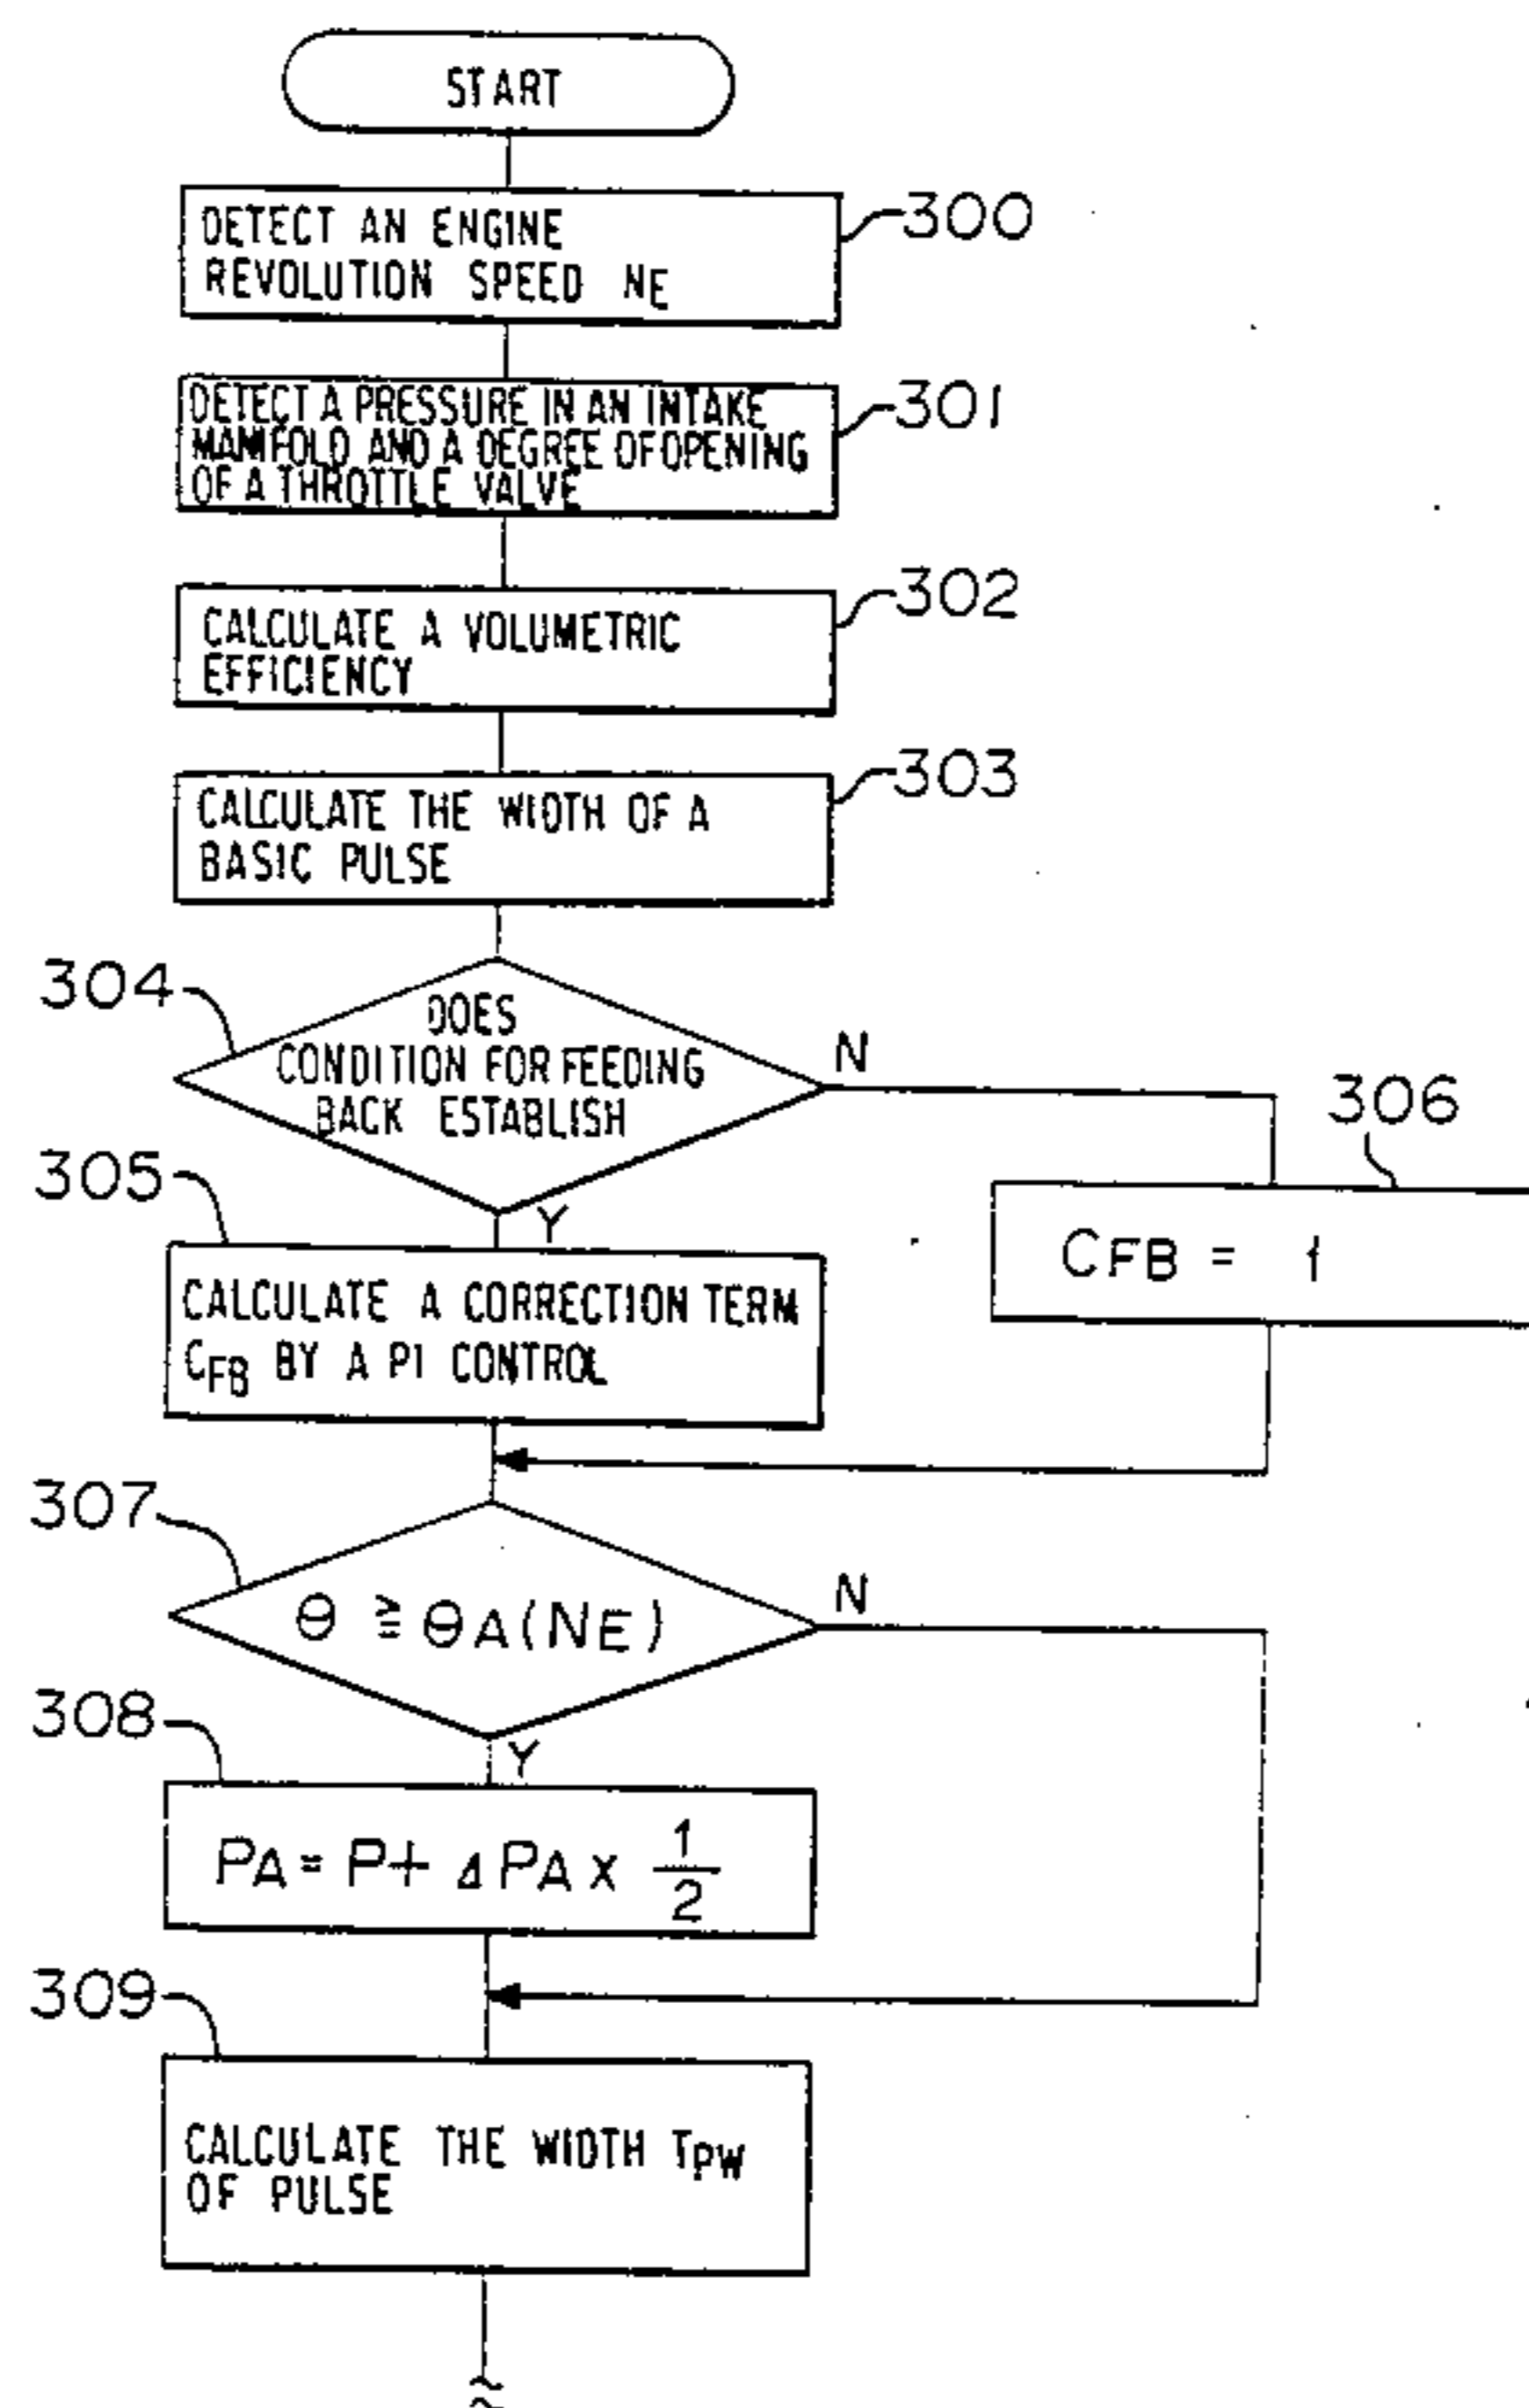 START
DETECT AN ENGINE
REVOLUTION SPEED NE
300
DETECT A PRESSURE IN AN INTAKE
MANIFOLD AND A DEGREE OF OPENING
OF A THROTTLE VALVE
301
CALCULATE A VOLUMETRIC
EFFICIENCY
302
CALCULATE THE WIDTH OF A
BASIC PULSE
303
304
DOES
CONDITION FOR FEEDING
BACK ESTABLISH
N
Y
306
CFB = 1
305
CALCULATE A CORRECTION TERM
CFB BY A PI CONTROL
307
Θ ≧ ΘA(NE)
N
Y
308
PA = P + ΔPA x 1/2
309
CALCULATE THE WIDTH TPW
OF PULSE